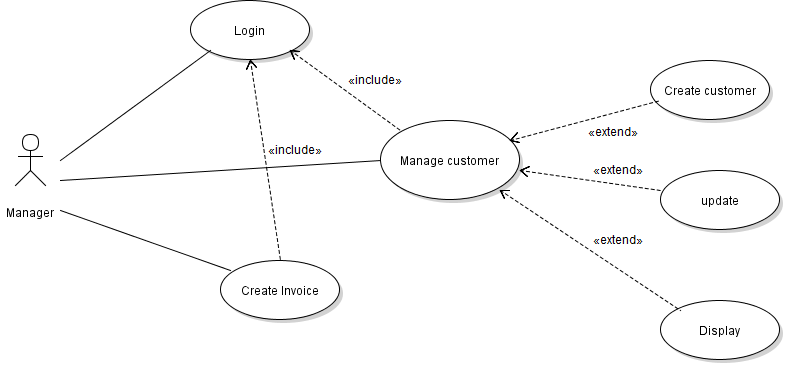 Login
«include»
Create customer
«extend»
«include»
Manage customer
«extend»
update
Manager
«extend»
Create Invoice
Display